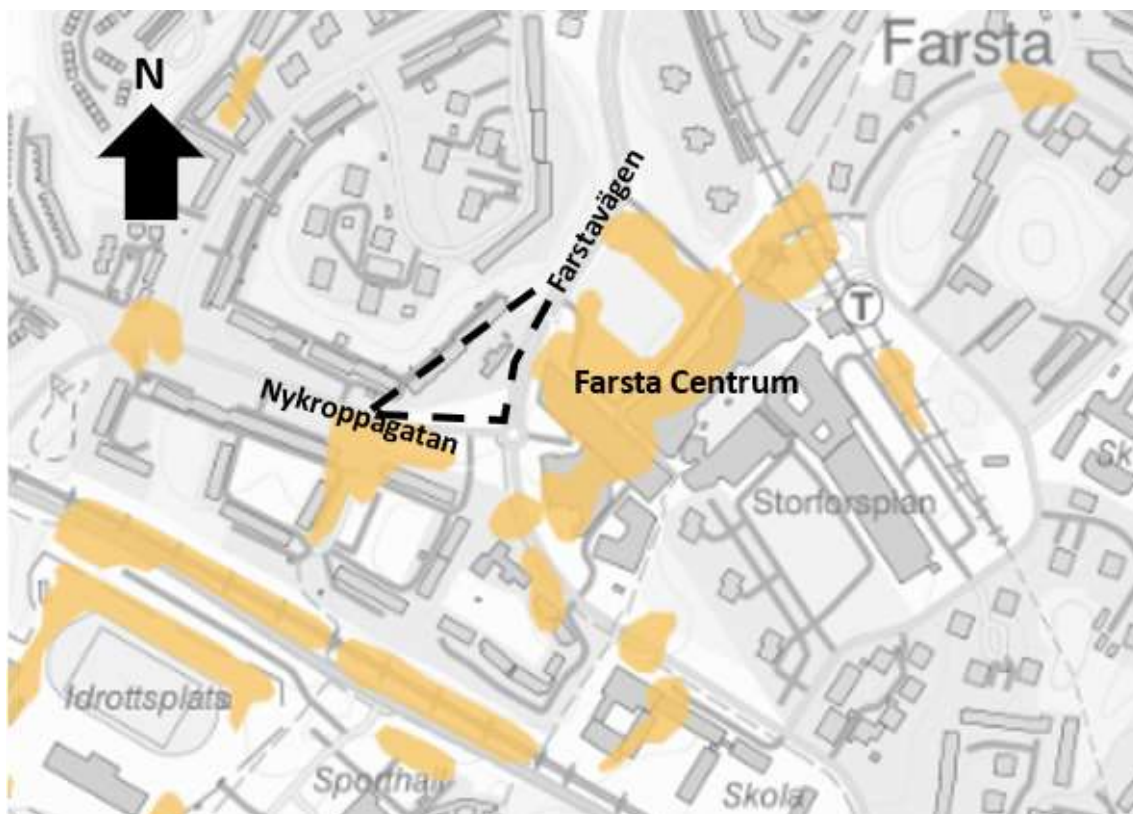 Farsta
N
Farstavägen
T
Farsta Centrum
Nykroppagatan
Sk
Storforsplan
Idrottsplats
Sporthall
Skola